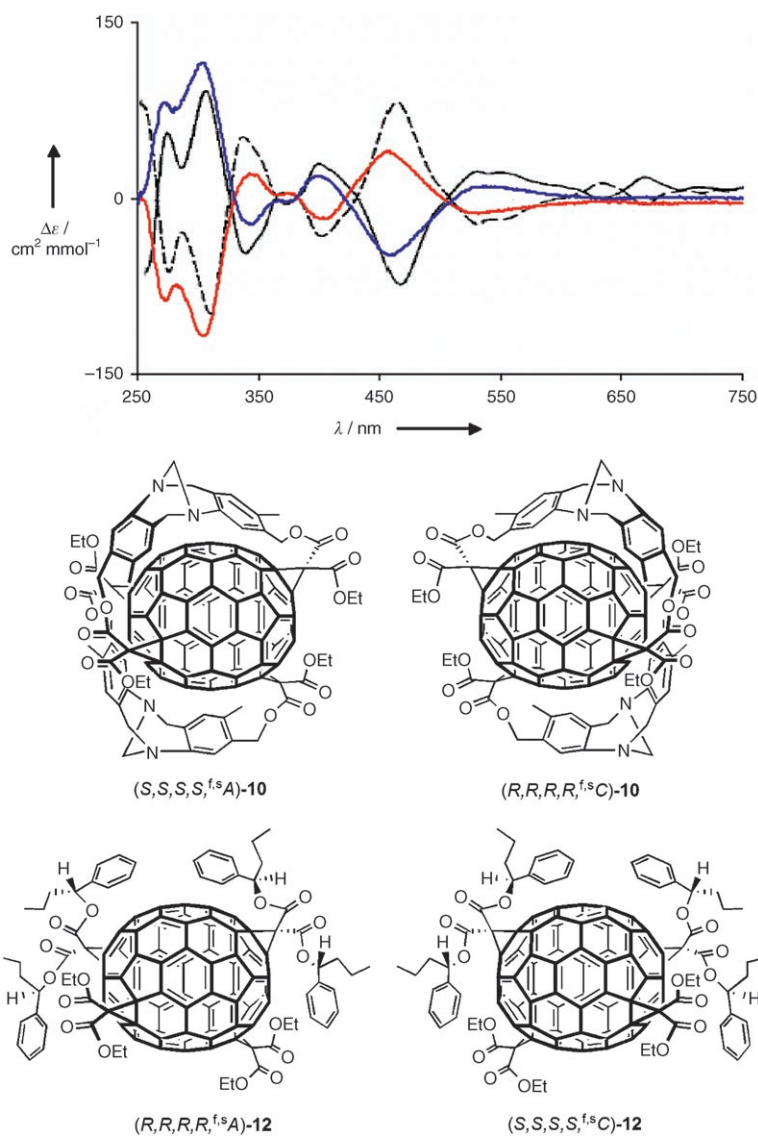 150
0
−150
Δε /
cm² mmol⁻¹
250 350 450 550 650 750
λ / nm
N N O O O O OEt
EtO O O O O O OEt OEt O O O
N N
O O O O EtO N N
OEt O O O O O EtO EtO O O O
N N
(S,S,S,S,ᶠ,ˢA)-10 (R,R,R,R,ᶠ,ˢC)-10
H O O O H O O O
O O H O EtO O
H O OEt EtO O O EtO O O OEt
H O O O H O O O
O O H O OEt O
H O EtO OEt O O O EtO OEt
(R,R,R,R,ᶠ,ˢA)-12 (S,S,S,S,ᶠ,ˢC)-12